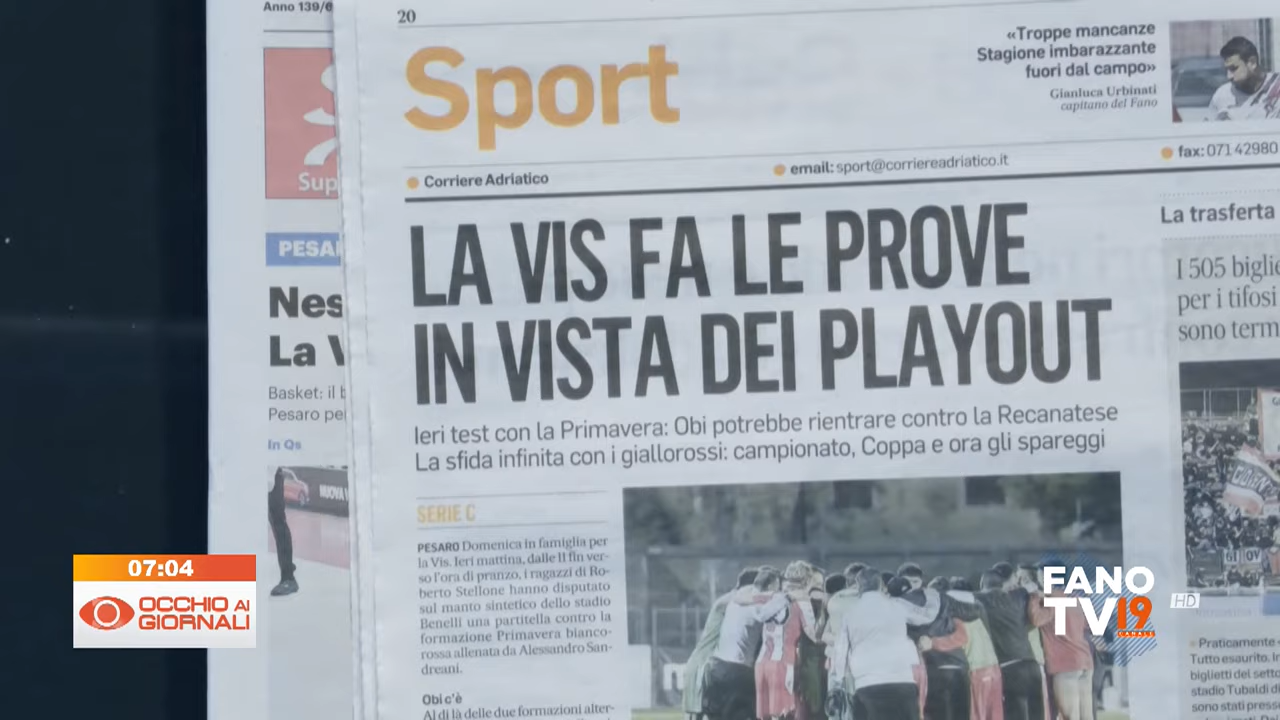 Anno 139/6
Sup
PESA
Nes
La V
Basket: il b
Pesaro pe
In Qs
NUOVA
20
Sport
«Troppe mancanze
Stagione imbarazzante
fuori dal campo»
Gianluca Urbinati
capitano del Fano
Corriere Adriatico
email: sport@corriereadriatico.it
fax: 071 42980
LA VIS FA LE PROVE
IN VISTA DEI PLAYOUT
Ieri test con la Primavera: Obi potrebbe rientrare contro la Recanatese
La sfida infinita con i giallorossi: campionato, Coppa e ora gli spareggi
SERIE C
PESARO Domenica in famiglia per
la Vis. Ieri mattina, dalle 11 fin ver-
so l'ora di pranzo, i ragazzi di Ro-
berto Stellone hanno disputato
sul manto sintetico dello stadio
Benelli una partitella contro la
formazione Primavera bianco-
rossa allenata da Alessandro San-
dreani.
Obi c'è
Al di là delle due formazioni alter-
La trasferta
I 505 biglie
per i tifosi
sono term
Praticamente
Tutto esaurito. In
biglietti del setto
stadio Tubaldi d
sono stati press
07:04
OCCHIO AI
GIORNALI
FANO
TV19
CANALE
HD